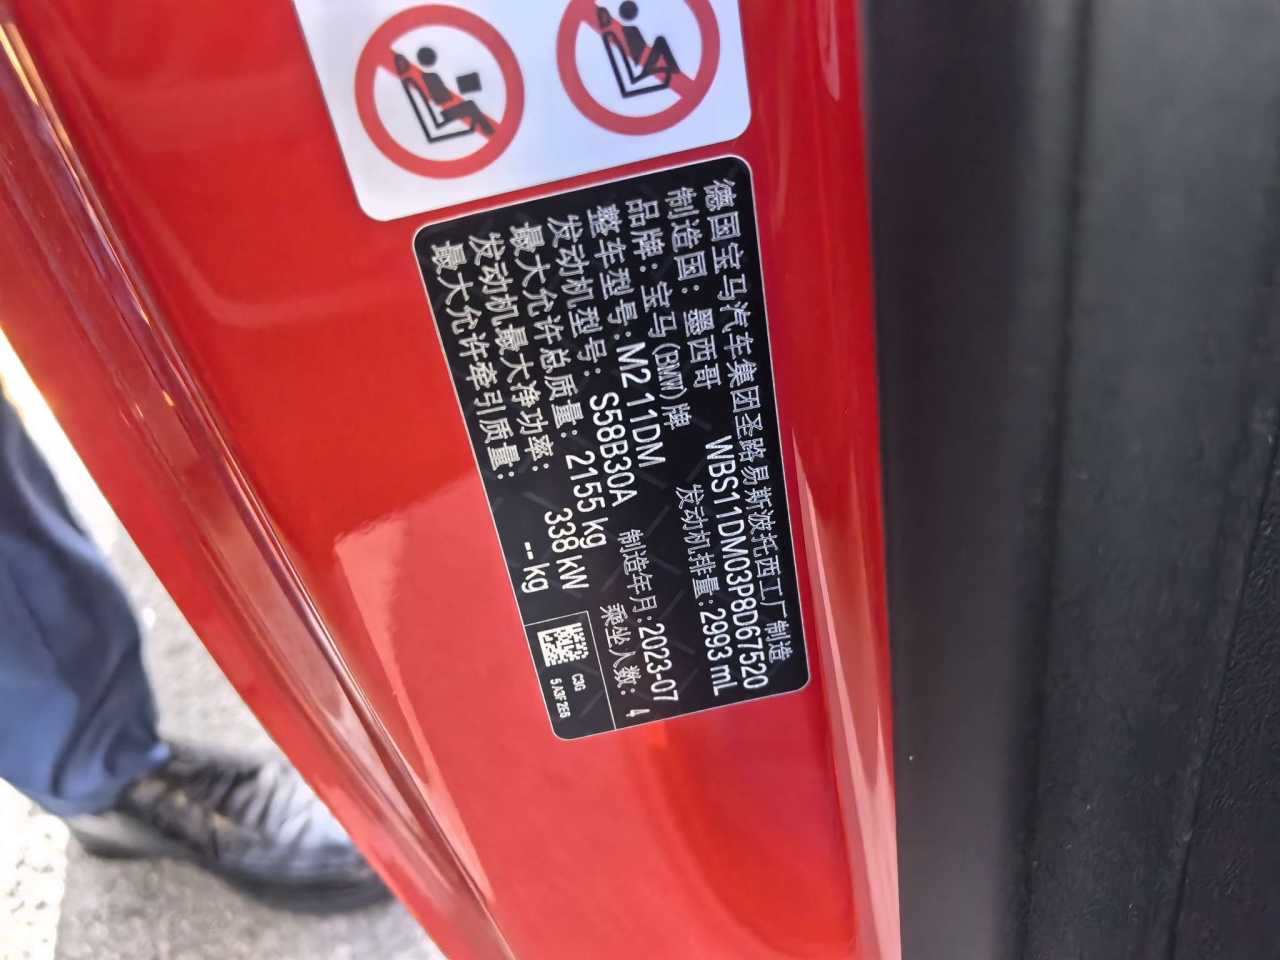 德国宝马汽车集团圣路易斯波托西工厂制造
制造国：墨西哥 WBS11DM03P8D67520
品牌：宝马(BMW)牌 发动机排量：2993 mL
整车型号：M2 11DM 制造年月：2023-07
发动机型号：S58B30A 乘坐人数：4
最大允许总质量：2155 kg
发动机最大净功率：338 kW
最大允许牵引质量：-- kg
C3G
5A3F2E6